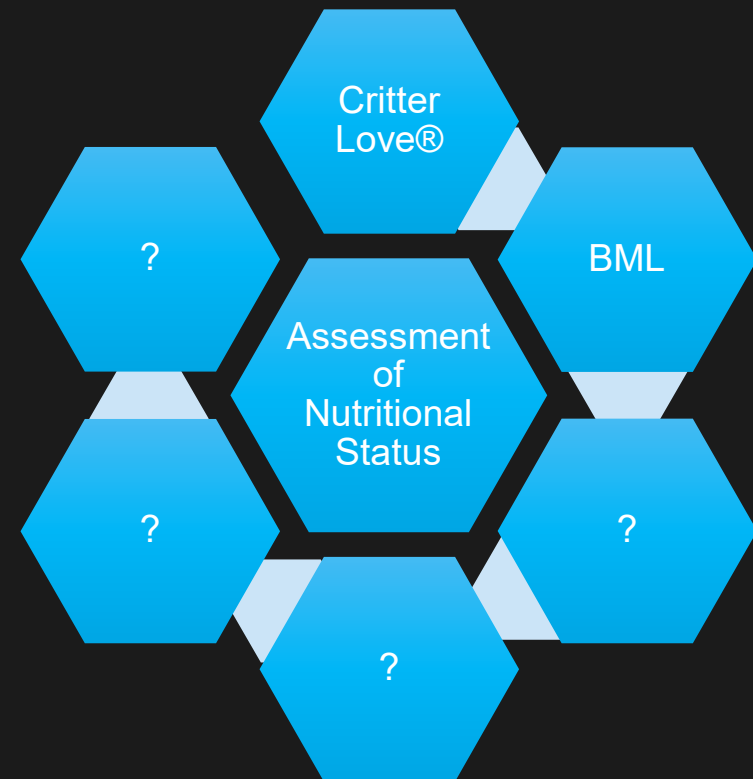 Critter
Love®
BML
?
?
?
?
Assessment
of
Nutritional
Status